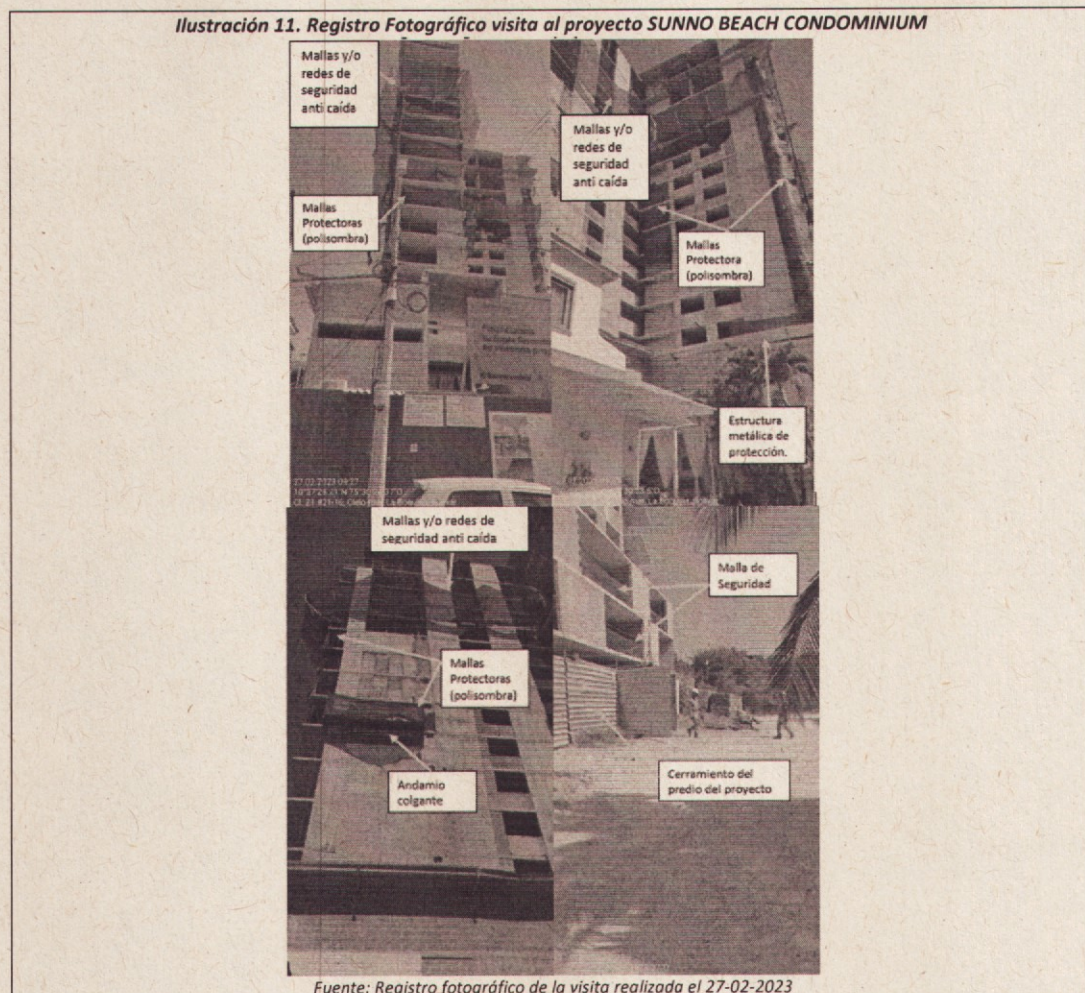 Ilustración 11. Registro Fotográfico visita al proyecto SUNNO BEACH CONDOMINIUM
Mallas y/o
redes de
seguridad
anti caída
Mallas
Protectoras
(polisombra)
Mallas y/o
redes de
seguridad
anti caída
Mallas
Protectora
(polisombra)
Estructura
metálica de
protección.
Mallas y/o redes de
seguridad anti caída
Mallas
Protectoras
(polisombra)
Andamio
colgante
Malla de
Seguridad
Cerramiento del
predio del proyecto
Fuente: Registro fotográfico de la visita realizada el 27-02-2023